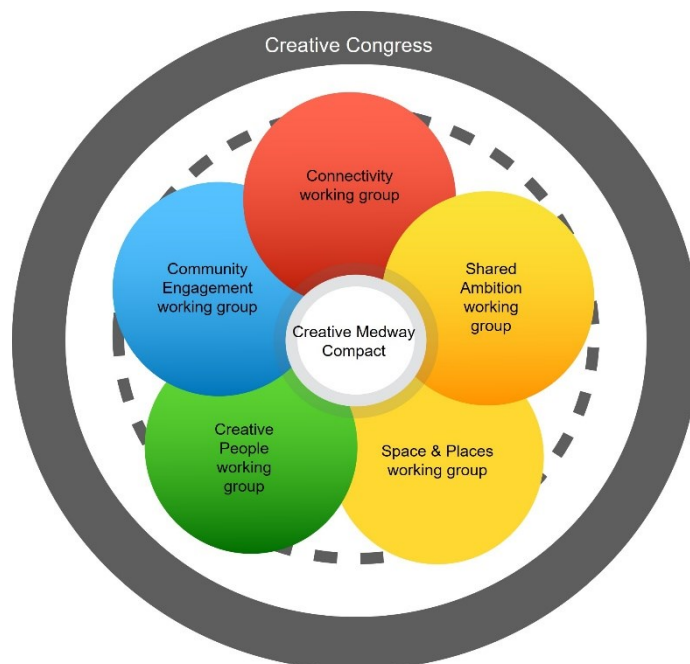 Creative Congress
Connectivity
working group
Community
Engagement
working group
Shared
Ambition
working
group
Creative Medway
Compact
Creative
People
working
group
Space & Places
working group